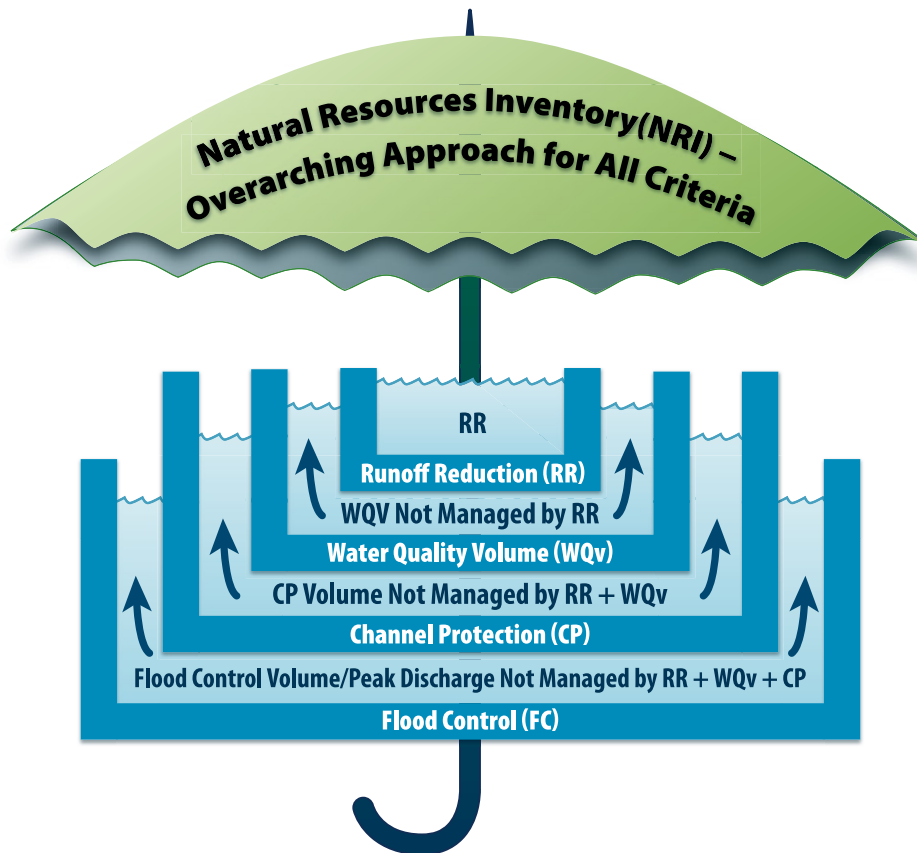 Natural Resources Inventory(NRI) –
Overarching Approach for All Criteria
RR
Runoff Reduction (RR)
WQV Not Managed by RR
Water Quality Volume (WQv)
CP Volume Not Managed by RR + WQv
Channel Protection (CP)
Flood Control Volume/Peak Discharge Not Managed by RR + WQv + CP
Flood Control (FC)